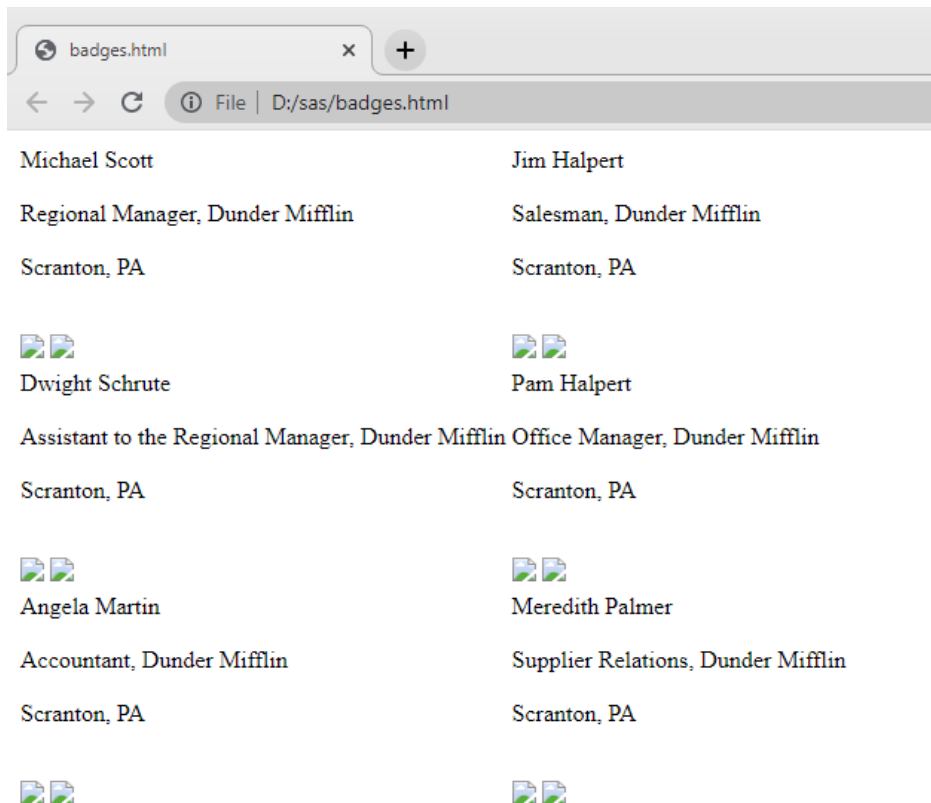 badges.html
File D:/sas/badges.html
Michael Scott Jim Halpert
Regional Manager, Dunder Mifflin Salesman, Dunder Mifflin
Scranton, PA Scranton, PA
Dwight Schrute Pam Halpert
Assistant to the Regional Manager, Dunder Mifflin Office Manager, Dunder Mifflin
Scranton, PA Scranton, PA
Angela Martin Meredith Palmer
Accountant, Dunder Mifflin Supplier Relations, Dunder Mifflin
Scranton, PA Scranton, PA